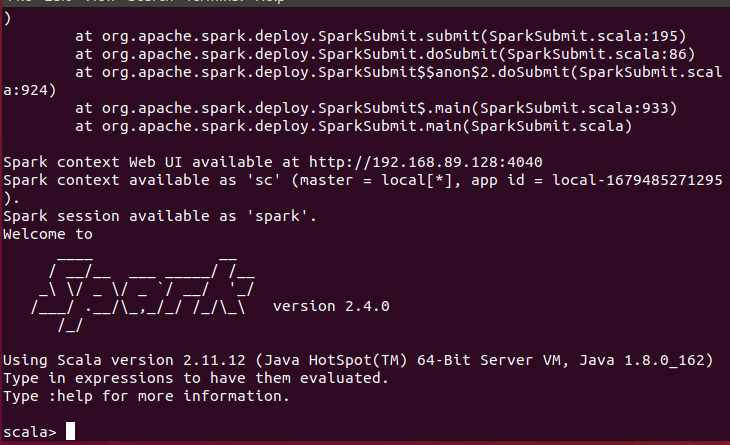 )
        at org.apache.spark.deploy.SparkSubmit.submit(SparkSubmit.scala:195)
        at org.apache.spark.deploy.SparkSubmit.doSubmit(SparkSubmit.scala:86)
        at org.apache.spark.deploy.SparkSubmit$$anon$2.doSubmit(SparkSubmit.scal
a:924)
        at org.apache.spark.deploy.SparkSubmit$.main(SparkSubmit.scala:933)
        at org.apache.spark.deploy.SparkSubmit.main(SparkSubmit.scala)

Spark context Web UI available at http://192.168.89.128:4040
Spark context available as 'sc' (master = local[*], app id = local-1679485271295
).
Spark session available as 'spark'.
Welcome to
      ____              __
     / __/__  ___ _____/ /__
    _\ \/ _ \/ _ `/ __/  '_/
   /___/ .__/\_,_/_/ /_/\_\   version 2.4.0
      /_/

Using Scala version 2.11.12 (Java HotSpot(TM) 64-Bit Server VM, Java 1.8.0_162)
Type in expressions to have them evaluated.
Type :help for more information.

scala>